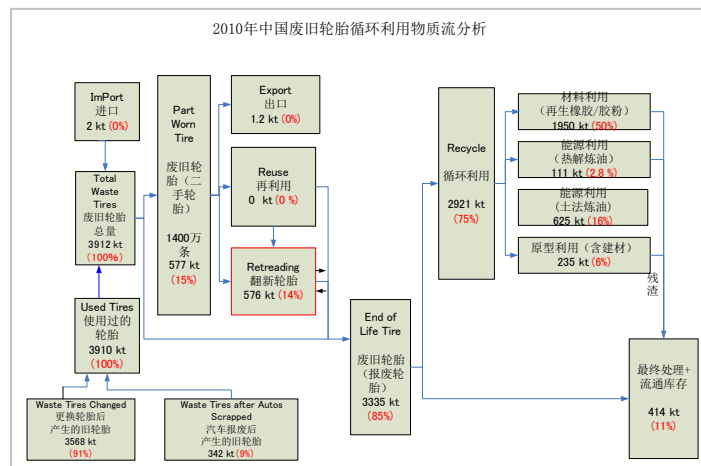 2010年中国废旧轮胎循环利用物质流分析
ImPort
进口
2 kt (0%)
Total
Waste
Tires
废旧轮胎
总量
3912 kt
(100%)
Used Tires
使用过的
轮胎
3910 kt
(100%)
Waste Tires Changed
更换轮胎后
产生的旧轮胎
3568 kt
(91%)
Waste Tires after Autos
Scrapped
汽车报废后
产生的旧轮胎
342 kt (9%)
Part
Worn
Tire
废旧轮
胎（二
手轮
胎）
1400万
条
577 kt
(15%)
Export
出口
1.2 kt (0%)
Reuse
再利用
0 kt (0 %)
Retreading
翻新轮胎
576 kt (14%)
End of
Life Tire
废旧轮胎
（报废轮
胎）
3335 kt
(85%)
Recycle
循环利用
2921 kt
(75%)
材料利用
（再生橡胶/胶粉）
1950 kt (50%)
能源利用
（热解炼油）
111 kt (2.8 %)
能源利用
(土法炼油)
625 kt (16%)
原型利用（含建材）
235 kt (6%)
残
渣
最终处理+
流通库存
414 kt
(11%)